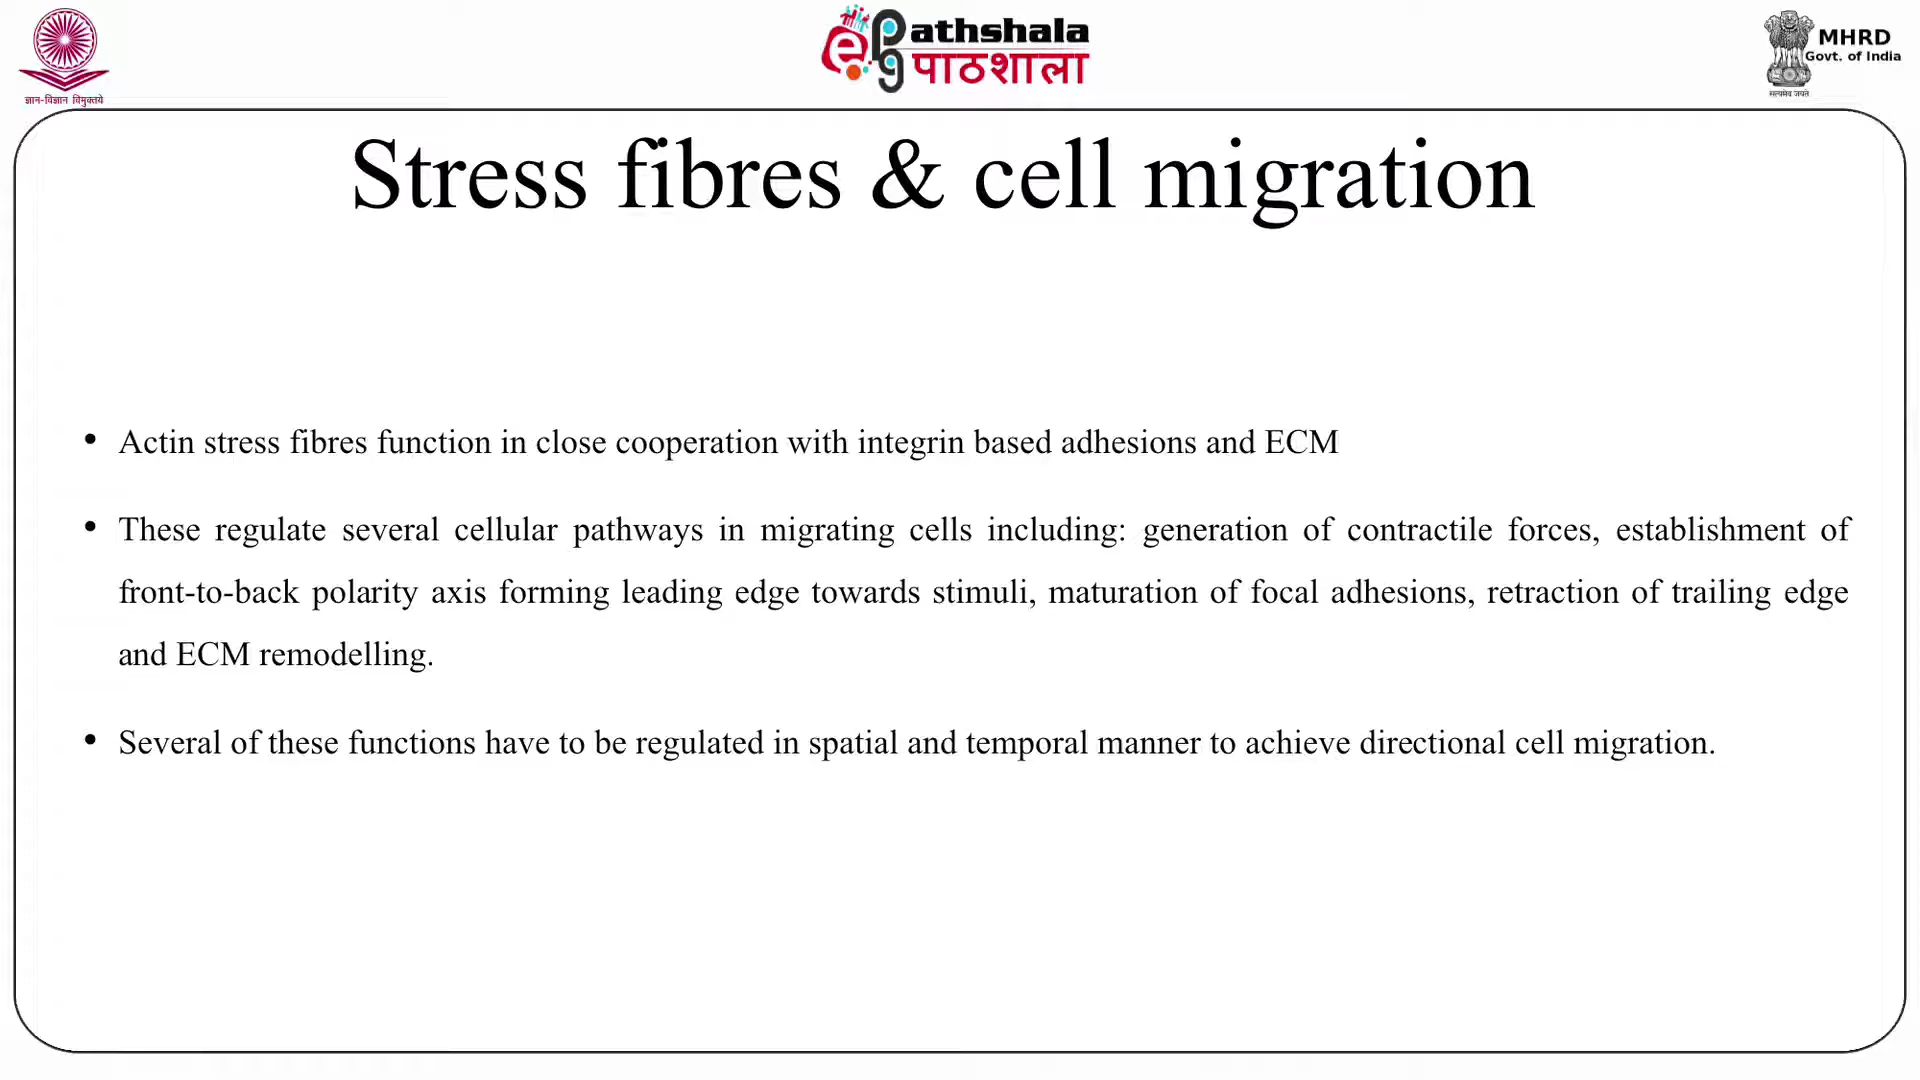 ज्ञान-विज्ञान विमुक्तये
e Pathshala
pg पाठशाला
MHRD
Govt. of India
सत्यमेव जयते
Stress fibres & cell migration
• Actin stress fibres function in close cooperation with integrin based adhesions and ECM
• These regulate several cellular pathways in migrating cells including: generation of contractile forces, establishment of
front-to-back polarity axis forming leading edge towards stimuli, maturation of focal adhesions, retraction of trailing edge
and ECM remodelling.
• Several of these functions have to be regulated in spatial and temporal manner to achieve directional cell migration.